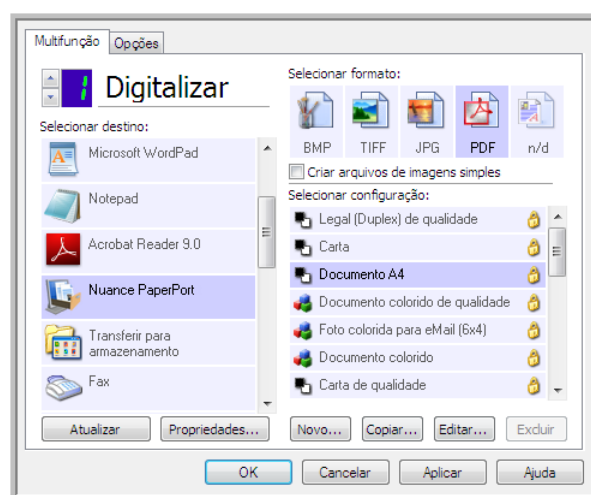 Multifunção
Opções
1
Digitalizar
Selecionar destino:
Microsoft WordPad
Notepad
Acrobat Reader 9.0
Nuance PaperPort
Transferir para
armazenamento
Fax
Atualizar
Propriedades...
Selecionar formato:
BMP
TIFF
JPG
PDF
n/d
Criar arquivos de imagens simples
Selecionar configuração:
Legal (Duplex) de qualidade
Carta
Documento A4
Documento colorido de qualidade
Foto colorida para eMail (6x4)
Documento colorido
Carta de qualidade
Novo...
Copiar...
Editar...
Excluir
OK
Cancelar
Aplicar
Ajuda